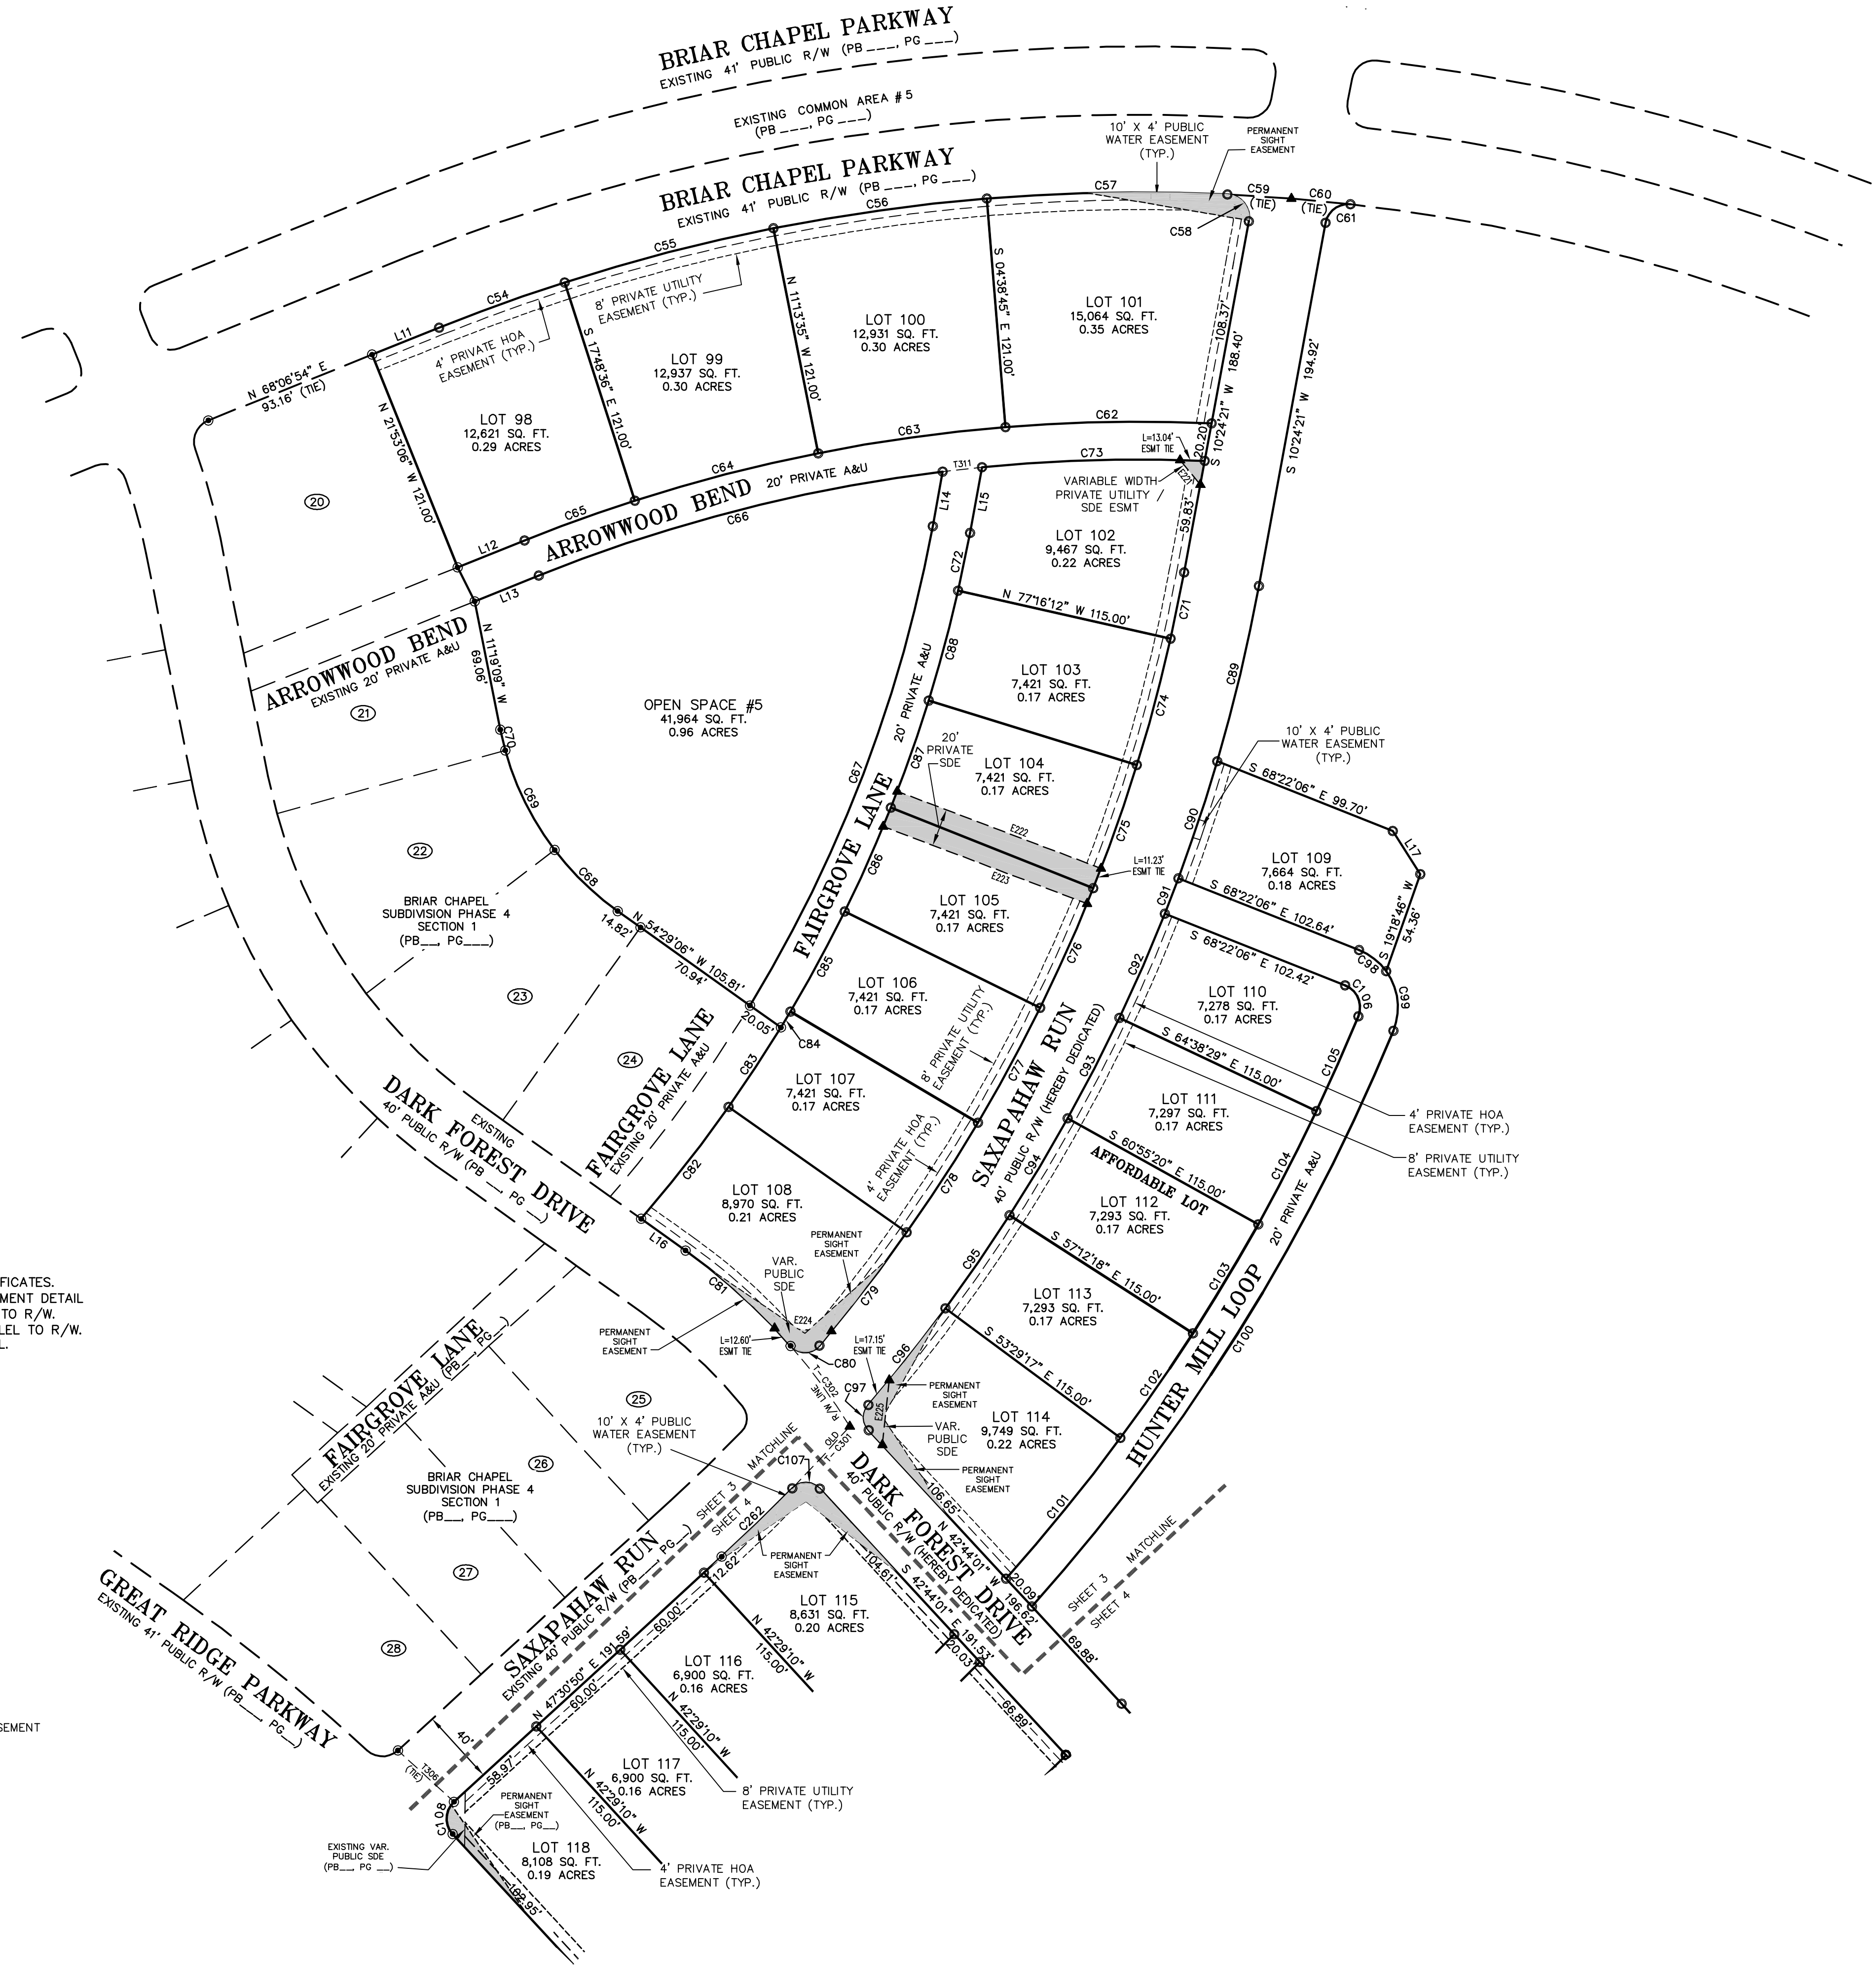 BRIAR CHAPEL PARKWAY
EXISTING 41' PUBLIC R/W (PB ___, PG ___)
EXISTING COMMON AREA #5
(PB ___, PG ___)
BRIAR CHAPEL PARKWAY
EXISTING 41' PUBLIC R/W (PB ___, PG ___)
10' X 4' PUBLIC
WATER EASEMENT
(TYP.)
PERMANENT
SIGHT
EASEMENT
C57
C59
(TIE)
C60
(TIE)
C61
C58
C56
C55
C54
L11
8' PRIVATE UTILITY
EASEMENT (TYP.)
4' PRIVATE HOA
EASEMENT (TYP.)
N 68°06'54" E
93.16' (TIE)
N 21°53'06" W 121.00'
S 17°48'36" E 121.00'
N 11°13'35" W 121.00'
S 04°38'45" E 121.00'
LOT 98
12,621 SQ. FT.
0.29 ACRES
LOT 99
12,937 SQ. FT.
0.30 ACRES
LOT 100
12,931 SQ. FT.
0.30 ACRES
LOT 101
15,064 SQ. FT.
0.35 ACRES
108.37'
S 10°24'21" W 188.40'
20.20'
S 10°24'21" W 194.92'
C62
C63
C64
C65
L12
L13
ARROWWOOD BEND 20' PRIVATE A&U
C66
T311
C73
L=13.04'
ESMT TIE
E221
VARIABLE WIDTH
PRIVATE UTILITY /
SDE ESMT
59.83'
L14
L15
C72
C71
LOT 102
9,467 SQ. FT.
0.22 ACRES
N 77°16'12" W 115.00'
20
ARROWWOOD BEND
EXISTING 20' PRIVATE A&U
21
N 11°19'09" W
69.06'
C70
C69
C68
OPEN SPACE #5
41,964 SQ. FT.
0.96 ACRES
20' PRIVATE A&U
C88
C87
C67
LOT 103
7,421 SQ. FT.
0.17 ACRES
C74
C89
20'
PRIVATE
SDE
LOT 104
7,421 SQ. FT.
0.17 ACRES
C75
E222
E223
L=11.23'
ESMT TIE
10' X 4' PUBLIC
WATER EASEMENT
(TYP.)
S 68°22'06" E 99.70'
C90
L17
LOT 109
7,664 SQ. FT.
0.18 ACRES
S 19°18'46" W
54.36'
S 68°22'06" E 102.64'
C91
C98
C99
22
BRIAR CHAPEL
SUBDIVISION PHASE 4
SECTION 1
(PB__, PG___)
14.82'
N 54°29'06" W 105.81'
70.94'
20.05'
FAIRGROVE LANE
C86
LOT 105
7,421 SQ. FT.
0.17 ACRES
C76
C85
LOT 106
7,421 SQ. FT.
0.17 ACRES
8' PRIVATE UTILITY
EASEMENT (TYP.)
C77
S 68°22'06" E 102.42'
C92
C106
LOT 110
7,278 SQ. FT.
0.17 ACRES
C105
S 64°38'29" E 115.00'
SAXAPAHAW RUN
40' PUBLIC R/W (HEREBY DEDICATED)
23
24
FAIRGROVE LANE
EXISTING 20' PRIVATE A&U
C84
C83
LOT 107
7,421 SQ. FT.
0.17 ACRES
4' PRIVATE HOA
EASEMENT (TYP.)
C78
C93
LOT 111
7,297 SQ. FT.
0.17 ACRES
4' PRIVATE HOA
EASEMENT (TYP.)
8' PRIVATE UTILITY
EASEMENT (TYP.)
S 60°55'20" E 115.00'
AFFORDABLE LOT
C104
C94
LOT 112
7,293 SQ. FT.
0.17 ACRES
20' PRIVATE A&U
EXISTING
DARK FOREST DRIVE
40' PUBLIC R/W (PB___, PG ___)
C82
LOT 108
8,970 SQ. FT.
0.21 ACRES
L16
PERMANENT
SIGHT
EASEMENT
VAR.
PUBLIC
SDE
C81
C79
E224
C80
L=12.60'
ESMT TIE
PERMANENT
SIGHT
EASEMENT
S 57°12'18" E 115.00'
C95
C103
LOT 113
7,293 SQ. FT.
0.17 ACRES
C100
HUNTER MILL LOOP
S 53°29'17" E 115.00'
C96
L=17.15'
ESMT TIE
C97
E225
PERMANENT
SIGHT
EASEMENT
VAR.
PUBLIC
SDE
LOT 114
9,749 SQ. FT.
0.22 ACRES
C102
PERMANENT
SIGHT
EASEMENT
C101
T-C302
R/W LINE
OLD
T-C301
FICATES.
MENT DETAIL
TO R/W.
LEL TO R/W.
L.
FAIRGROVE LANE
EXISTING 20' PRIVATE A&U (PB___, PG___)
25
10' X 4' PUBLIC
WATER EASEMENT
(TYP.)
MATCHLINE
SHEET 3
SHEET 4
C107
C262
DARK FOREST DRIVE
40' PUBLIC R/W (HEREBY DEDICATED)
106.65'
N 42°44'01" W 196.62'
20.09'
69.88'
MATCHLINE
SHEET 3
SHEET 4
26
BRIAR CHAPEL
SUBDIVISION PHASE 4
SECTION 1
(PB__, PG___)
27
28
SAXAPAHAW RUN
EXISTING 40' PUBLIC R/W (PB___, PG___)
PERMANENT
SIGHT
EASEMENT
12.62'
104.61'
S 42°44'01" E 191.53'
20.03'
66.89'
LOT 115
8,631 SQ. FT.
0.20 ACRES
N 42°29'10" W
115.00'
60.00'
LOT 116
6,900 SQ. FT.
0.16 ACRES
N 42°29'10" W
115.00'
N 47°30'50" E 191.59'
60.00'
LOT 117
6,900 SQ. FT.
0.16 ACRES
N 42°29'10" W
115.00'
GREAT RIDGE PARKWAY
EXISTING 41' PUBLIC R/W (PB___, PG___)
SEMENT
40'
T306
(TIE)
58.97'
C108
PERMANENT
SIGHT
EASEMENT
(PB__, PG__)
8' PRIVATE UTILITY
EASEMENT (TYP.)
EXISTING VAR.
PUBLIC SDE
(PB__, PG __)
LOT 118
8,108 SQ. FT.
0.19 ACRES
4' PRIVATE HOA
EASEMENT (TYP.)
102.95'